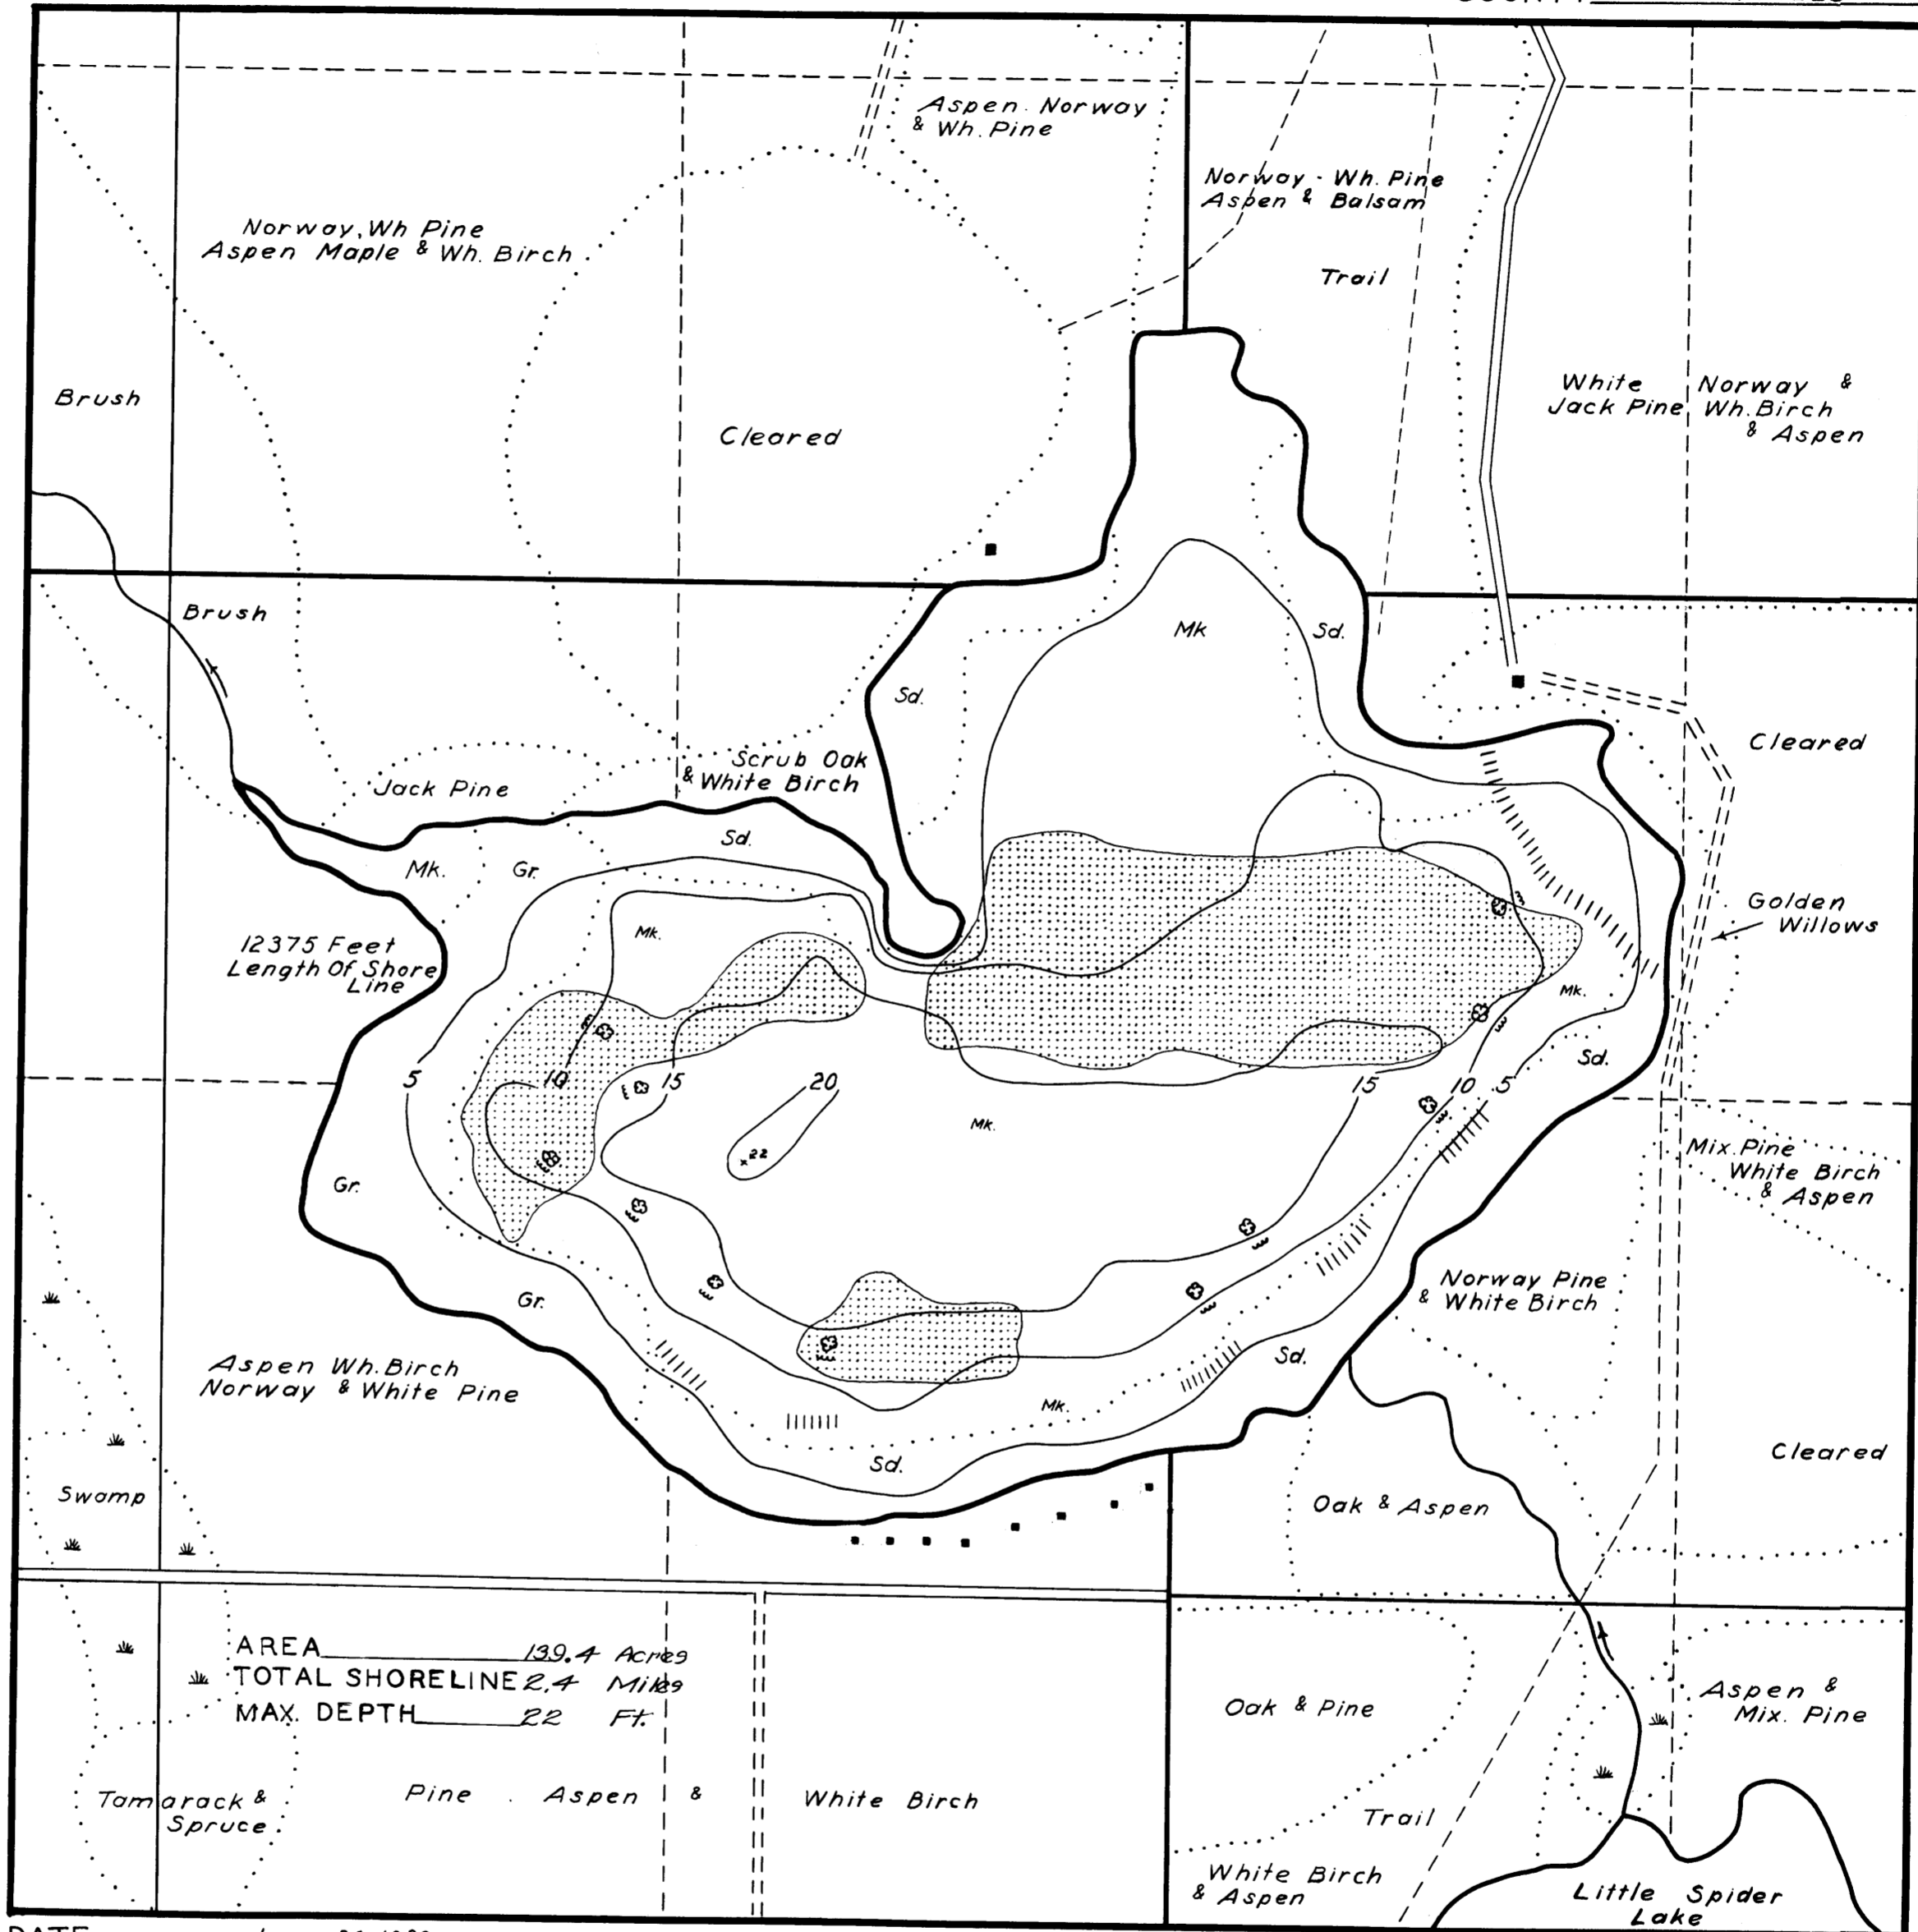 Aspen. Norway
& Wh. Pine
Norway - Wh. Pine
Aspen & Balsam
Norway, Wh Pine
Aspen Maple & Wh. Birch
Trail
Brush
White Norway &
Jack Pine Wh. Birch
& Aspen
Cleared
Brush
Mk
Sd.
Sd.
Cleared
Scrub Oak
& White Birch
Jack Pine
Sd.
Mk.
Gr.
Golden
Willows
Mk.
12375 Feet
Length Of Shore
Line
Mk.
Sd.
5
10
15
20
15
10
5
Mk.
22
Mix. Pine
White Birch
& Aspen
Gr.
Norway Pine
& White Birch
Gr.
Aspen Wh. Birch
Norway & White Pine
Sd.
Mk.
Sd.
Cleared
Swamp
Oak & Aspen
AREA 139.4 Acres
TOTAL SHORELINE 2.4 Miles
MAX. DEPTH 22 Ft.
Oak & Pine
Aspen &
Mix. Pine
Tamarack &
Spruce
Pine . Aspen & White Birch
Trail
White Birch
& Aspen
Little Spider
Lake